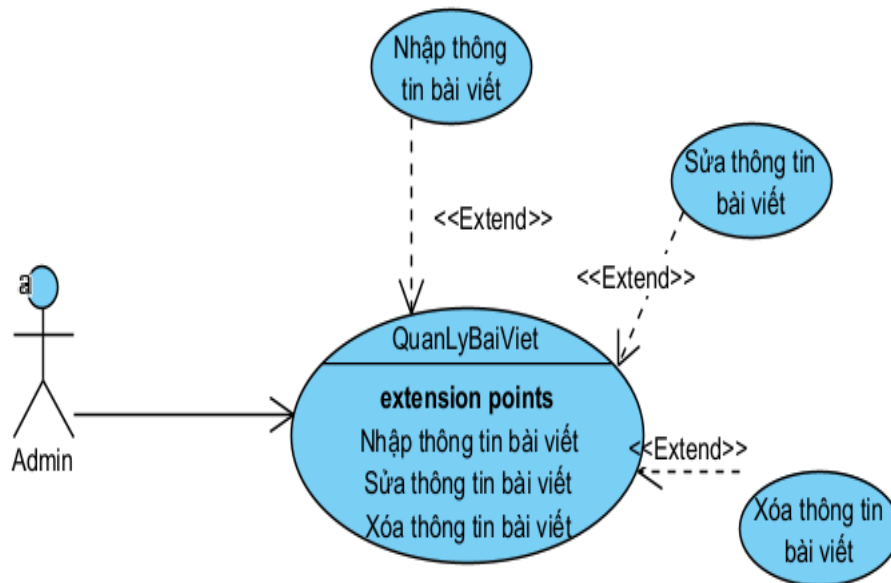 Nhập thông
tin bài viết
Sửa thông tin
bài viết
<<Extend>>
<<Extend>>
QuanLyBaiViet
extension points
Nhập thông tin bài viết
Sửa thông tin bài viết
Xóa thông tin bài viết
<<Extend>>
Admin
Xóa thông tin
bài viết